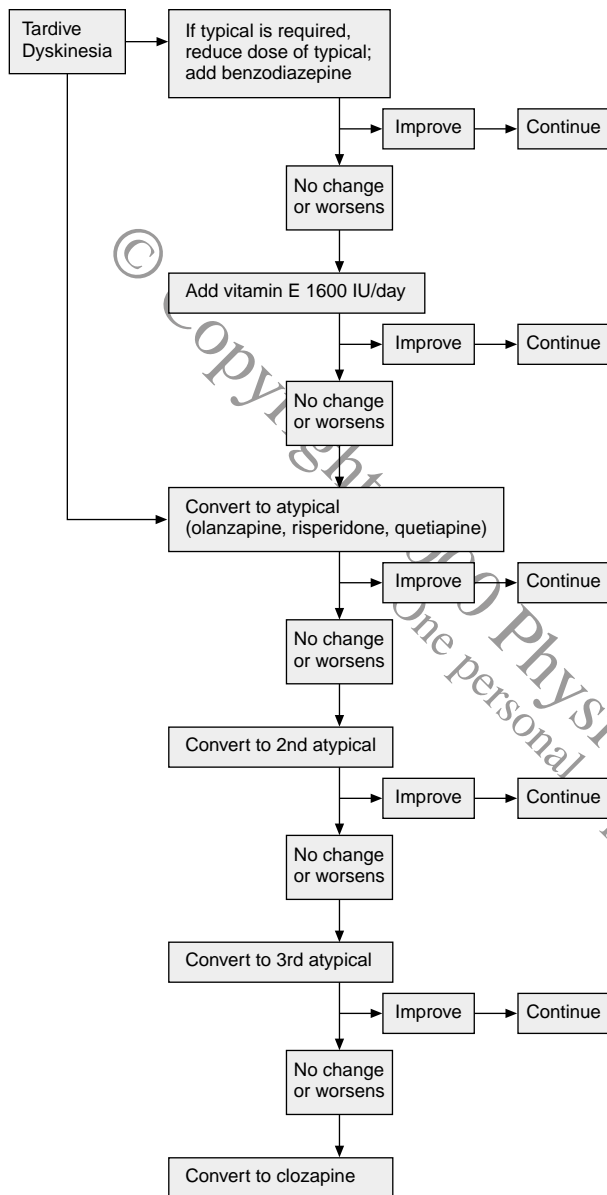 Tardive
Dyskinesia
If typical is required,
reduce dose of typical;
add benzodiazepine
Improve
Continue
No change
or worsens
Add vitamin E 1600 IU/day
Improve
Continue
No change
or worsens
Convert to atypical
(olanzapine, risperidone, quetiapine)
Improve
Continue
No change
or worsens
Convert to 2nd atypical
Improve
Continue
No change
or worsens
Convert to 3rd atypical
Improve
Continue
No change
or worsens
Convert to clozapine
© Copyright
One personal